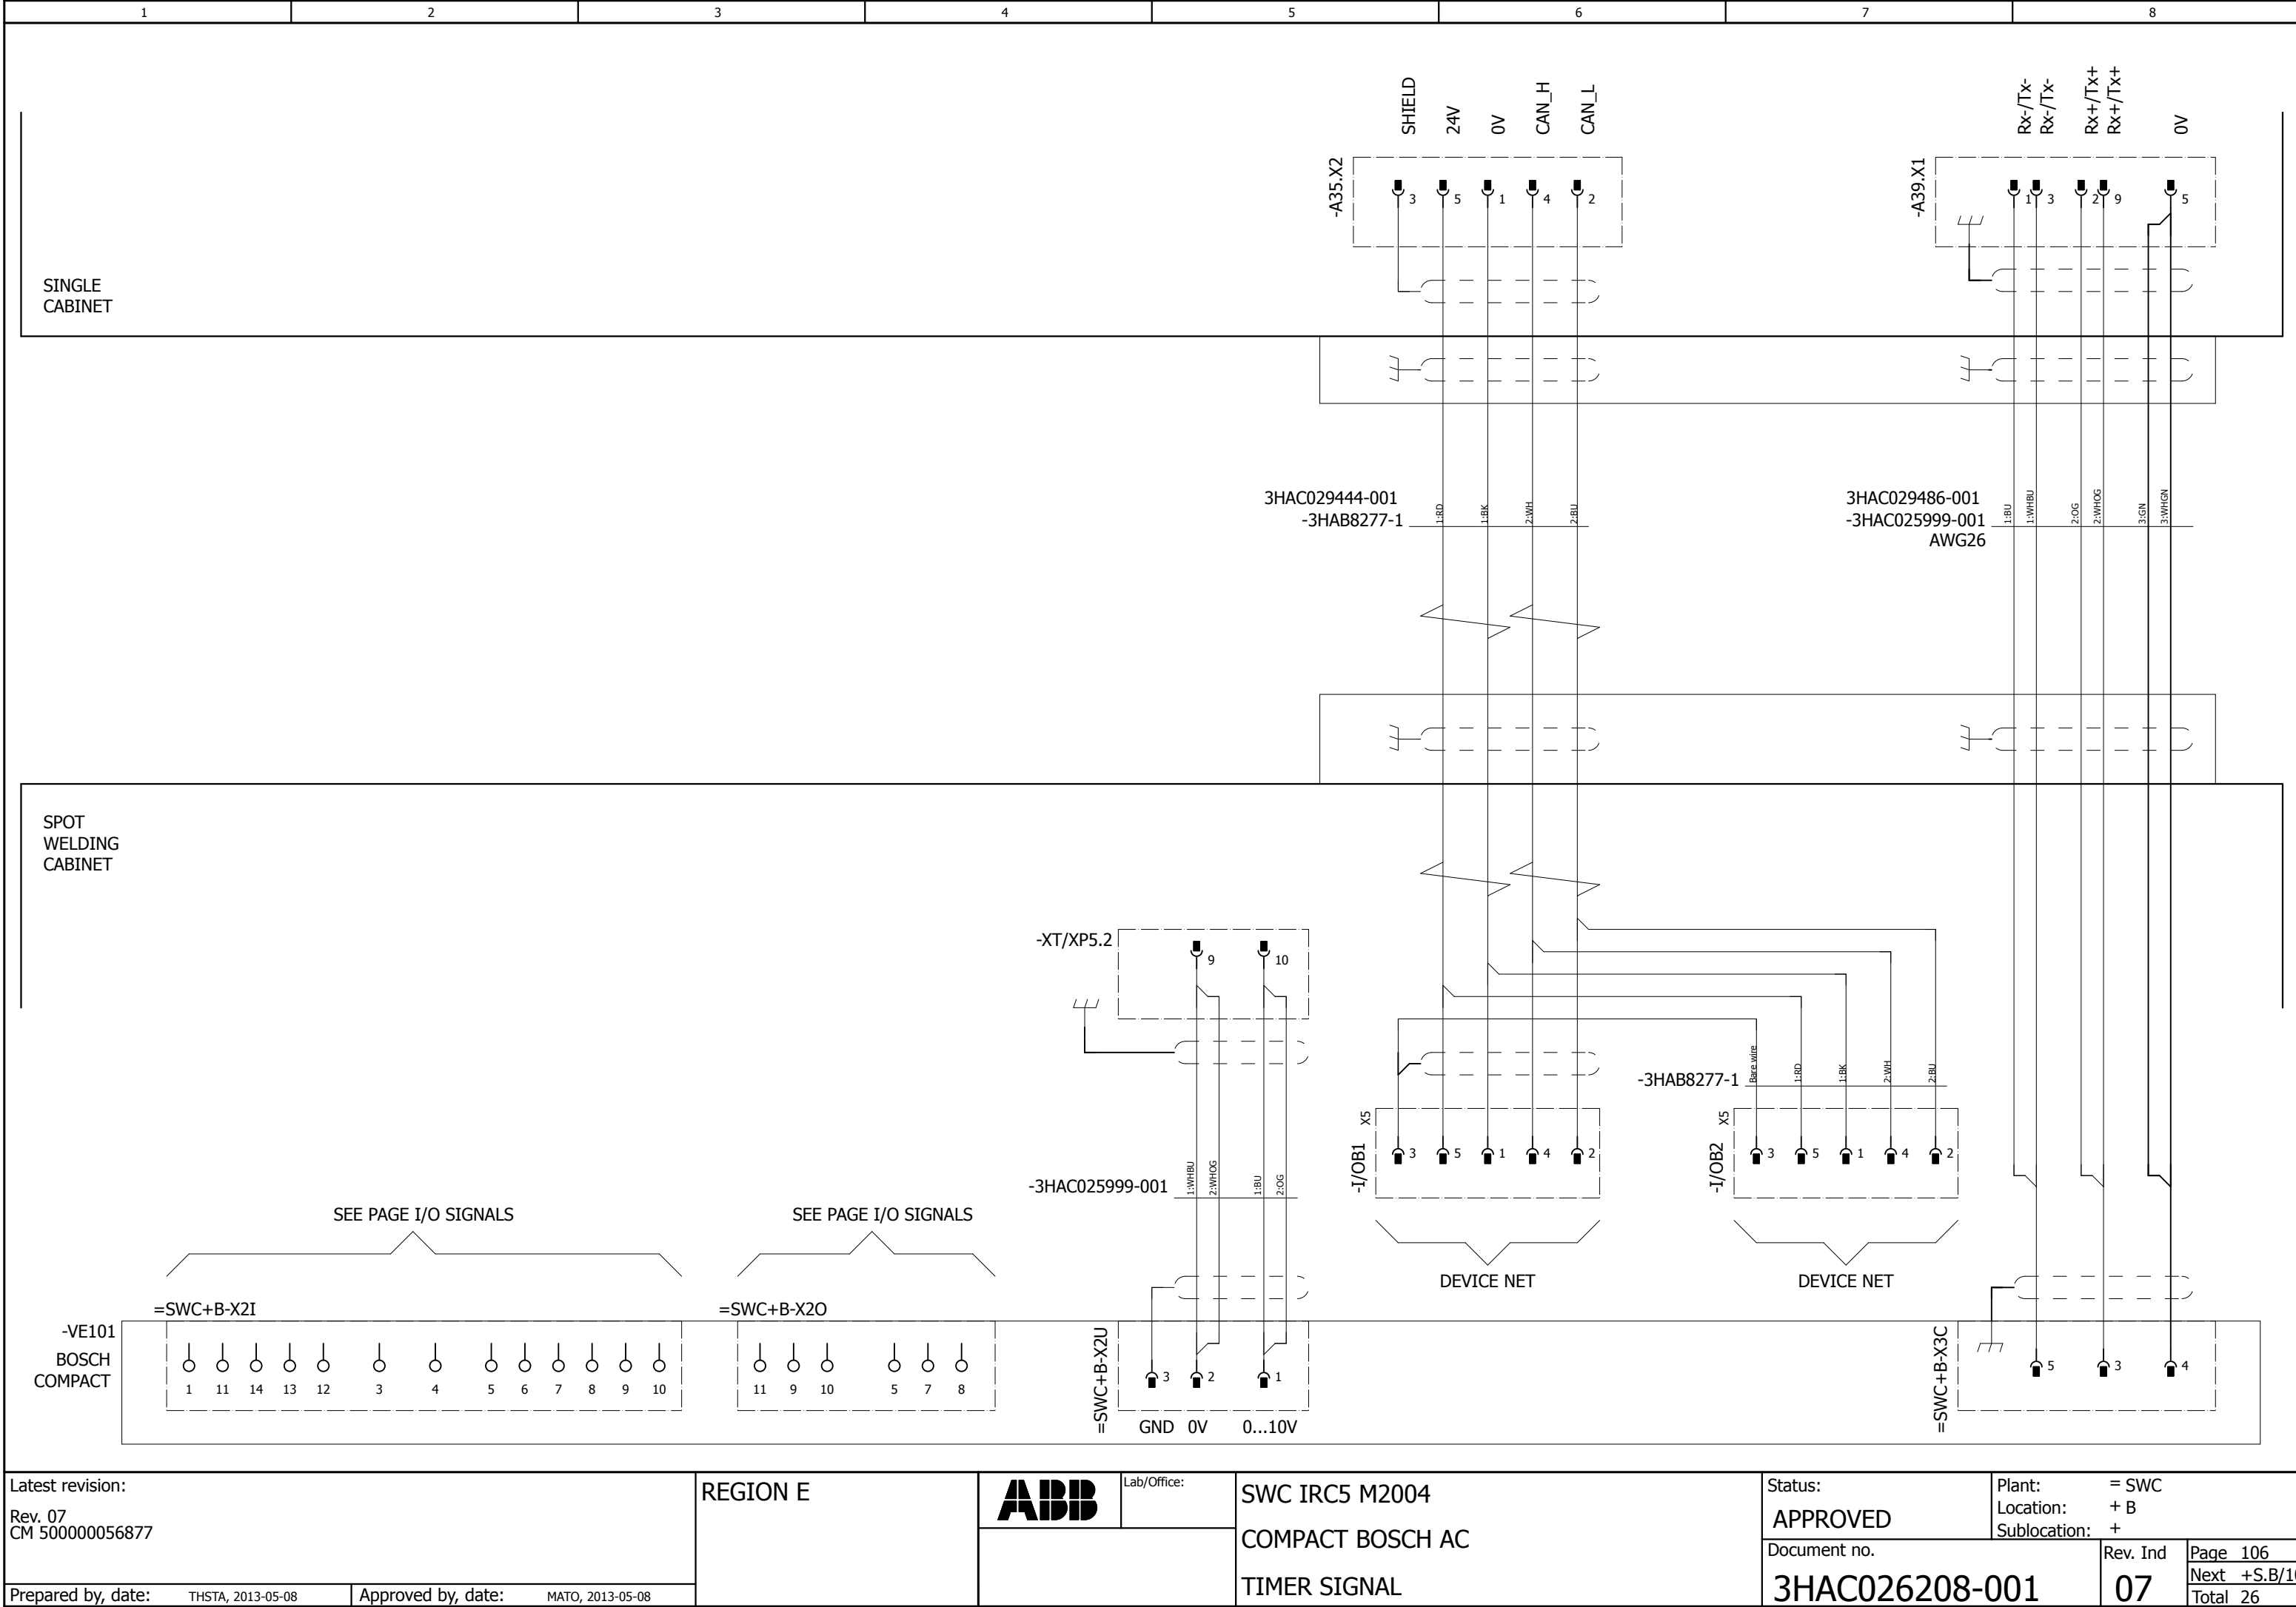 1 2 3 4 5 6 7 8
SHIELD
24V
0V
CAN_H
CAN_L
Rx-/Tx-
Rx-/Tx-
Rx+/Tx+
Rx+/Tx+
0V
-A35.X2
3 5 1 4 2
-A39.X1
1 3 2 9 5
SINGLE
CABINET
3HAC029444-001
-3HAB8277-1
1:RD
1:BK
2:WH
2:BU
3HAC029486-001
-3HAC025999-001
AWG26
1:BU
1:WHBU
2:OG
2:WHOG
3:GN
3:WHGN
SPOT
WELDING
CABINET
-XT/XP5.2
9 10
-3HAB8277-1
Bare wire
1:RD
1:BK
2:WH
2:BU
X5
-I/OB1
3 5 1 4 2
X5
-I/OB2
3 5 1 4 2
-3HAC025999-001
1:WHBU
2:WHOG
1:BU
2:OG
SEE PAGE I/O SIGNALS
SEE PAGE I/O SIGNALS
DEVICE NET
DEVICE NET
=SWC+B-X2I
=SWC+B-X2O
-VE101
BOSCH
COMPACT
1 11 14 13 12 3 4 5 6 7 8 9 10
11 9 10 5 7 8
=SWC+B-X2U
3 2 1
GND 0V 0...10V
=SWC+B-X3C
5 3 4
Latest revision:
Rev. 07
CM 500000056877
Prepared by, date: THSTA, 2013-05-08
Approved by, date: MATO, 2013-05-08
REGION E
ABB
Lab/Office:
SWC IRC5 M2004
COMPACT BOSCH AC
TIMER SIGNAL
Status:
APPROVED
Plant: = SWC
Location: + B
Sublocation: +
Document no.
3HAC026208-001
Rev. Ind
07
Page 106
Next
Total 26